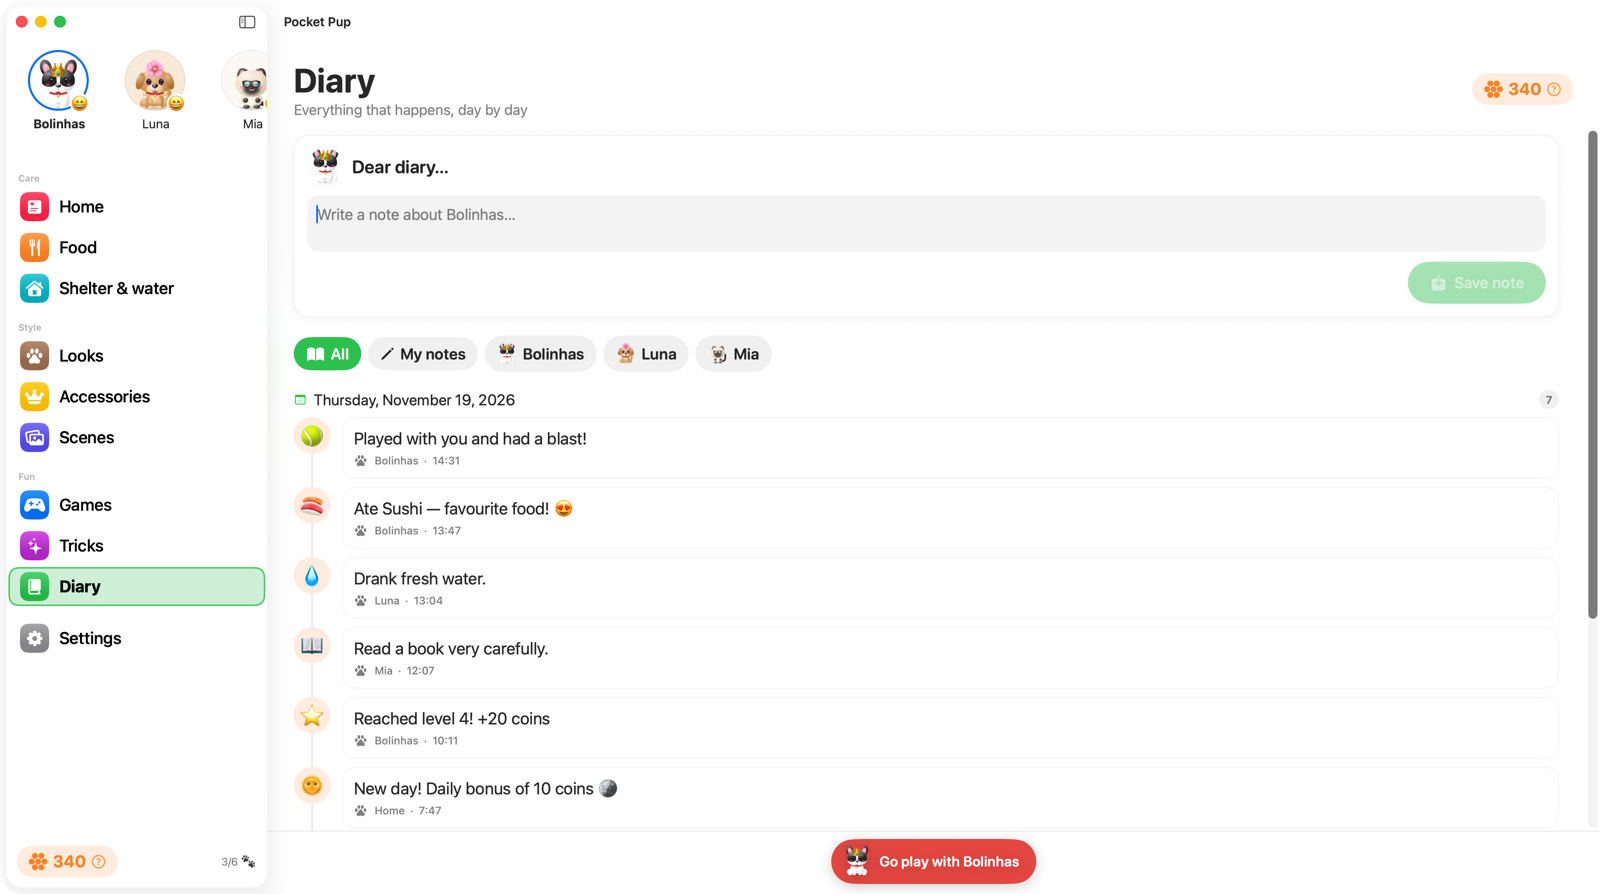 Pocket Pup
Bolinhas
Luna
Mia
Care
Home
Food
Shelter & water
Style
Looks
Accessories
Scenes
Fun
Games
Tricks
Diary
Settings
340
3/6
Diary
Everything that happens, day by day
340
Dear diary...
Write a note about Bolinhas...
Save note
All
My notes
Bolinhas
Luna
Mia
Thursday, November 19, 2026
7
Played with you and had a blast!
Bolinhas · 14:31
Ate Sushi — favourite food! 😍
Bolinhas · 13:47
Drank fresh water.
Luna · 13:04
Read a book very carefully.
Mia · 12:07
Reached level 4! +20 coins
Bolinhas · 10:11
New day! Daily bonus of 10 coins
Home · 7:47
Go play with Bolinhas